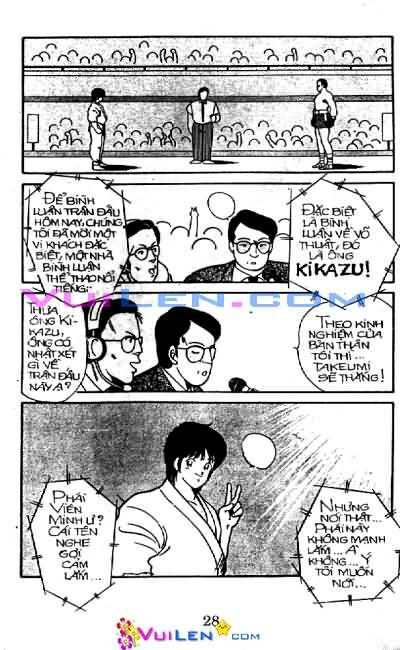 ĐỂ BÌNH
LUẬN TRẬN ĐẤU
HÔM NAY, CHÚNG
TÔI ĐÃ MỜI MỘT
VỊ KHÁCH ĐẶC
BIỆT, MỘT NHÀ
BÌNH LUẬN
THỂ THAO NỔI
TIẾNG:
ĐẶC BIỆT
LÀ BÌNH
LUẬN VỀ VÕ
THUẬT, ĐÓ
LÀ ÔNG
KIKAZU!
VUILEN.COM
THƯA
ÔNG KI-
KAZU,
ÔNG CÓ
NHẬN XÉT
GÌ VỀ
TRẬN ĐẤU
NÀY Ạ?
THEO KINH
NGHIỆM CỦA
BẢN THÂN
TÔI THÌ ...
TAKEUMI
SẼ THẮNG!
PHÁI
VIÊN
MINH Ư?
CÁI TÊN
NGHE
GỢI
CẢM
LẮM ...
NHƯNG
NÓI THẬT...
PHÁI NÀY
KHÔNG MẠNH
LẮM ... À
KHÔNG ... Ý
TÔI MUỐN
NÓI ...
28
VUILEN.COM